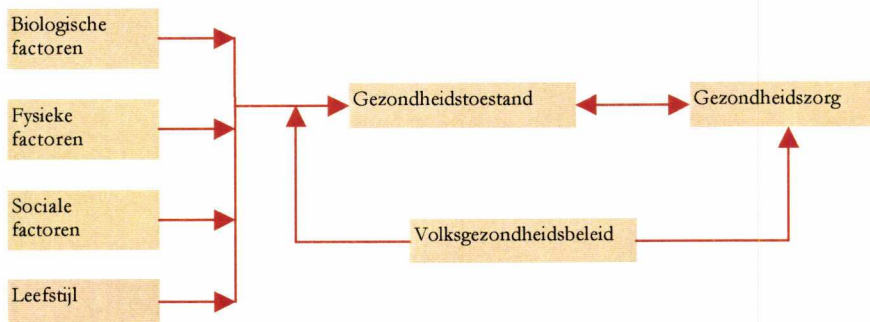 Biologische
factoren
Fysieke
factoren
Sociale
factoren
Leefstijl
Gezondheidstoestand
Gezondheidszorg
Volksgezondheidsbeleid